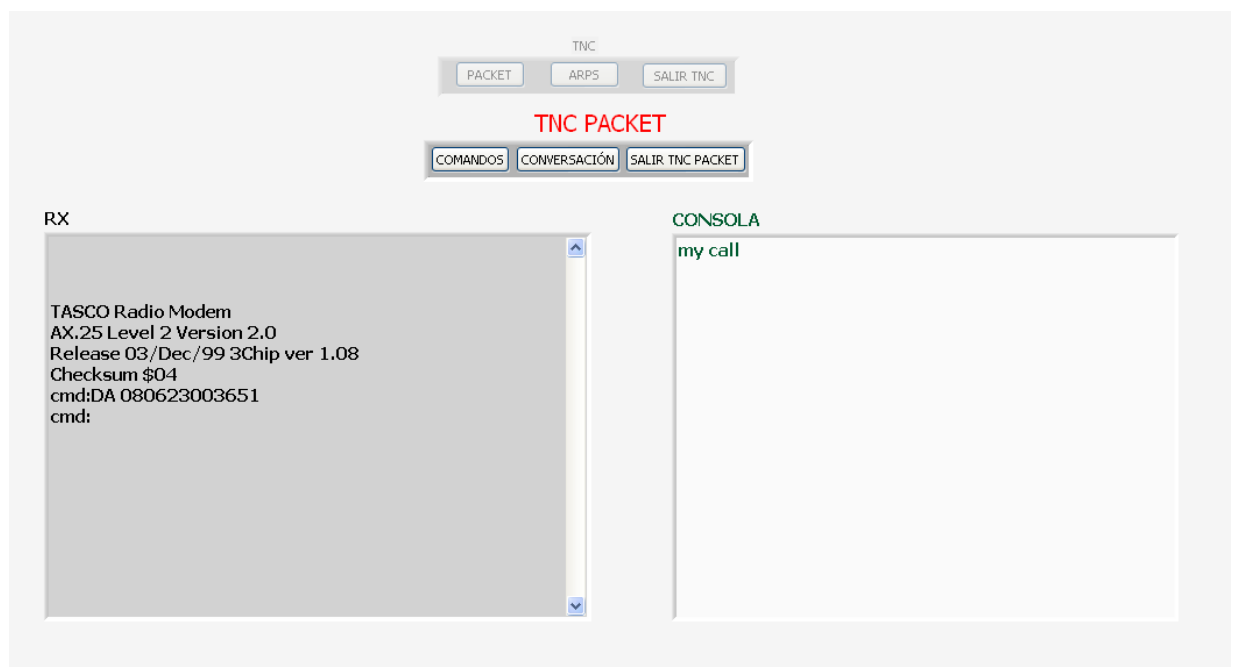 TNC
PACKET ARPS SALIR TNC
TNC PACKET
COMANDOS CONVERSACIÓN SALIR TNC PACKET
RX
TASCO Radio Modem
AX.25 Level 2 Version 2.0
Release 03/Dec/99 3Chip ver 1.08
Checksum $04
cmd:DA 080623003651
cmd:
CONSOLA
my call